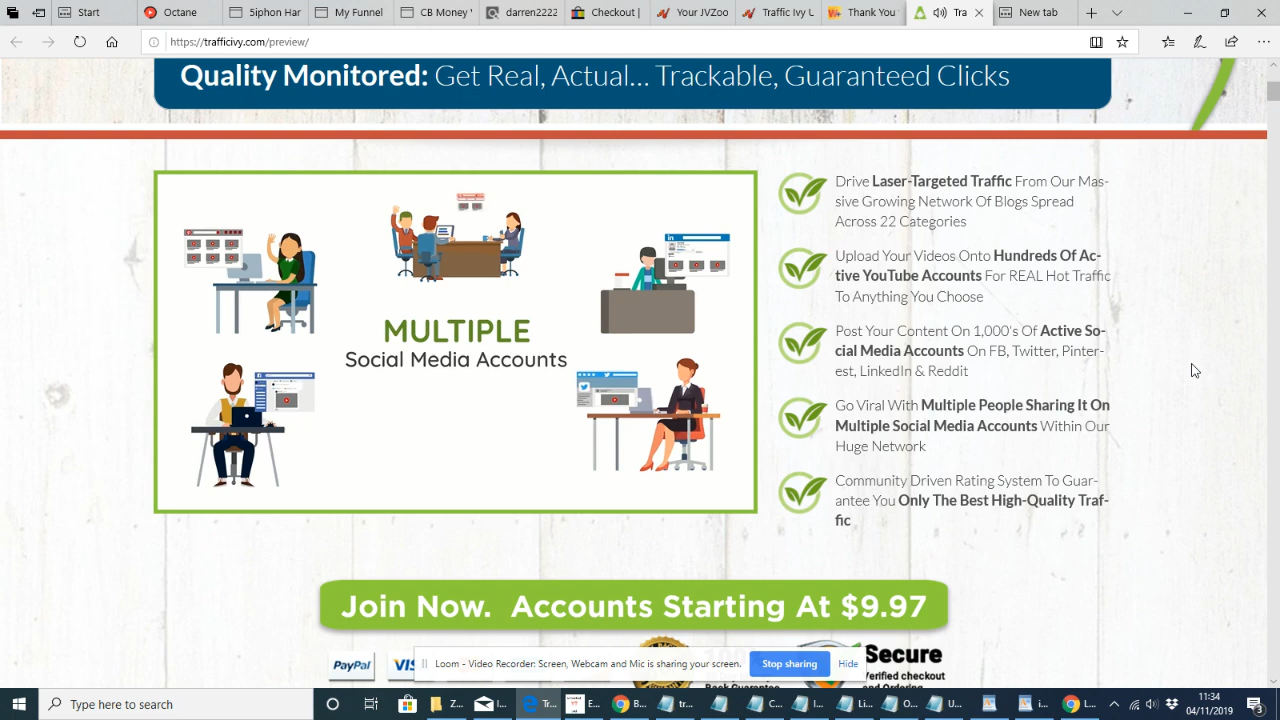 Start
Octane
5iphon Har
My Funnel
CB Money
darren2222
Checkout |
Your JVZoo
Traffic Ivy L
Thank You
Tra
New tab
https://trafficivy.com/preview/
Quality Monitored: Get Real, Actual... Trackable, Guaranteed Clicks
MULTIPLE
Social Media Accounts
Drive Laser-Targeted Traffic From Our Mas-
sive Growing Network Of Blogs Spread
Across 22 Categories
Upload Your Videos Onto Hundreds Of Ac-
tive YouTube Accounts For REAL Hot Traffic
To Anything You Choose
Post Your Content On 1,000's Of Active So-
cial Media Accounts On FB, Twitter, Pinter-
est, LinkedIn & Reddit
Go Viral With Multiple People Sharing It On
Multiple Social Media Accounts Within Our
Huge Network
Community Driven Rating System To Guar-
antee You Only The Best High-Quality Traf-
fic
Join Now. Accounts Starting At $9.97
PayPal
Secure
Verified checkout
and Ordering
Loom - Video Recorder: Screen, Webcam and Mic is sharing your screen.
Stop sharing
Hide
Type here to search
Z...
I...
Tr...
E...
B...
tr...
C...
I...
Li...
O...
U...
i...
L...
11:34
04/11/2019